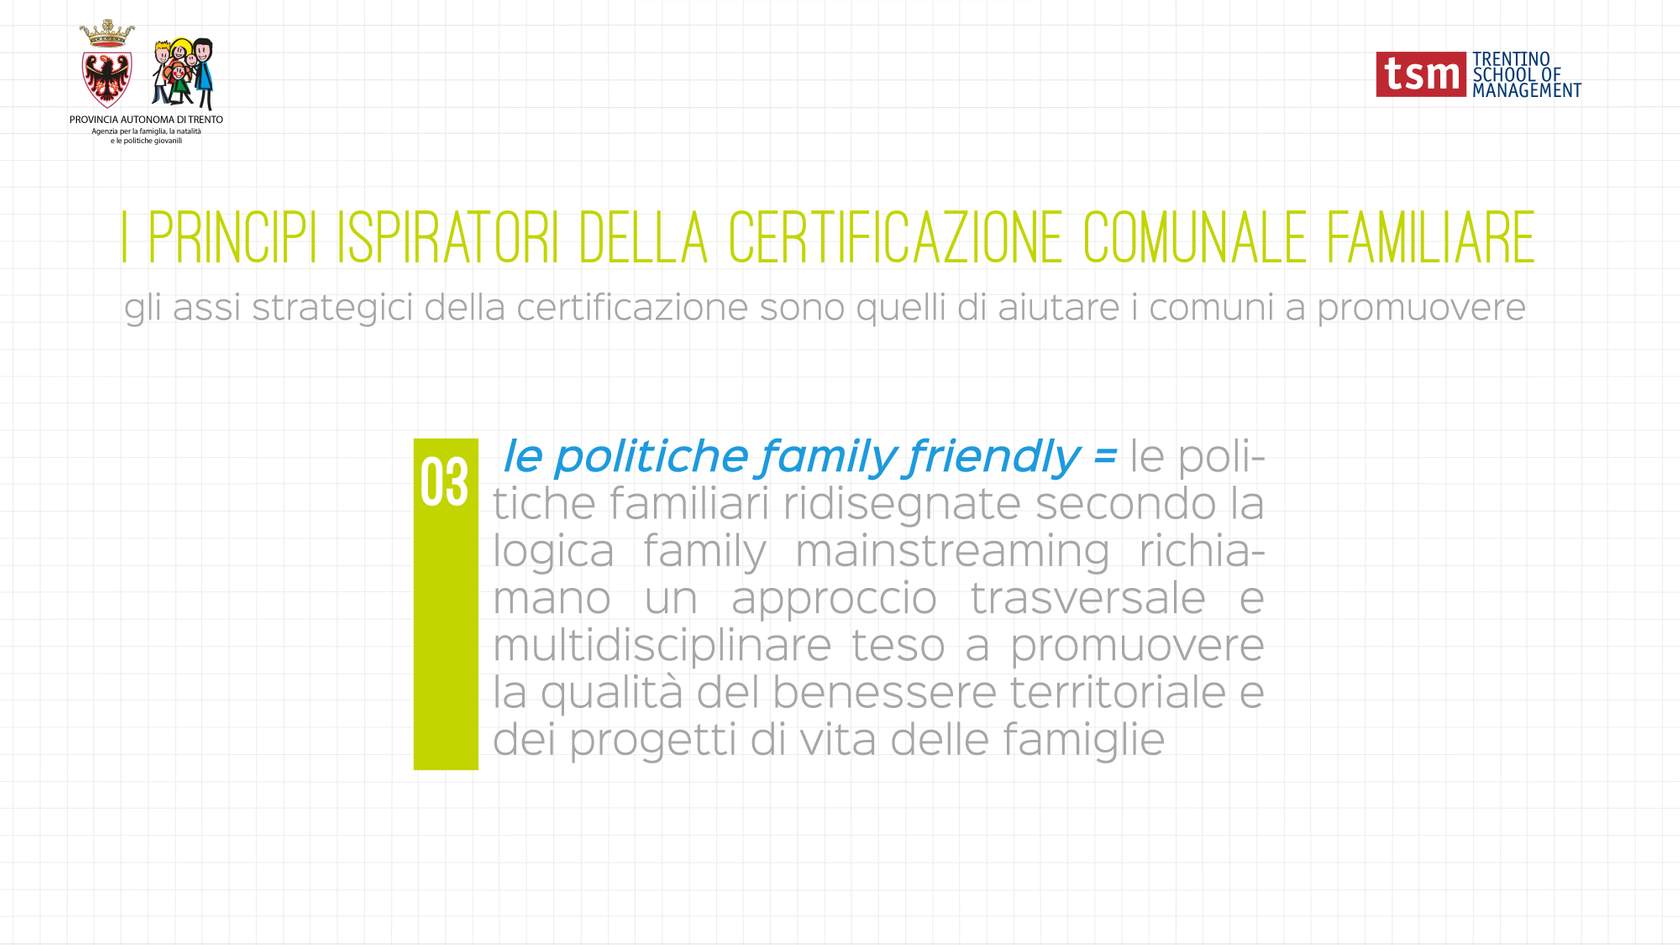 PROVINCIA AUTONOMA DI TRENTO
Agenzia per la famiglia, la natalità
e le politiche giovanili
tsm
TRENTINO
SCHOOL OF
MANAGEMENT
I PRINCIPI ISPIRATORI DELLA CERTIFICAZIONE COMUNALE FAMILIARE
gli assi strategici della certificazione sono quelli di aiutare i comuni a promuovere
03
le politiche family friendly = le poli-
tiche familiari ridisegnate secondo la
logica family mainstreaming richia-
mano un approccio trasversale e
multidisciplinare teso a promuovere
la qualità del benessere territoriale e
dei progetti di vita delle famiglie